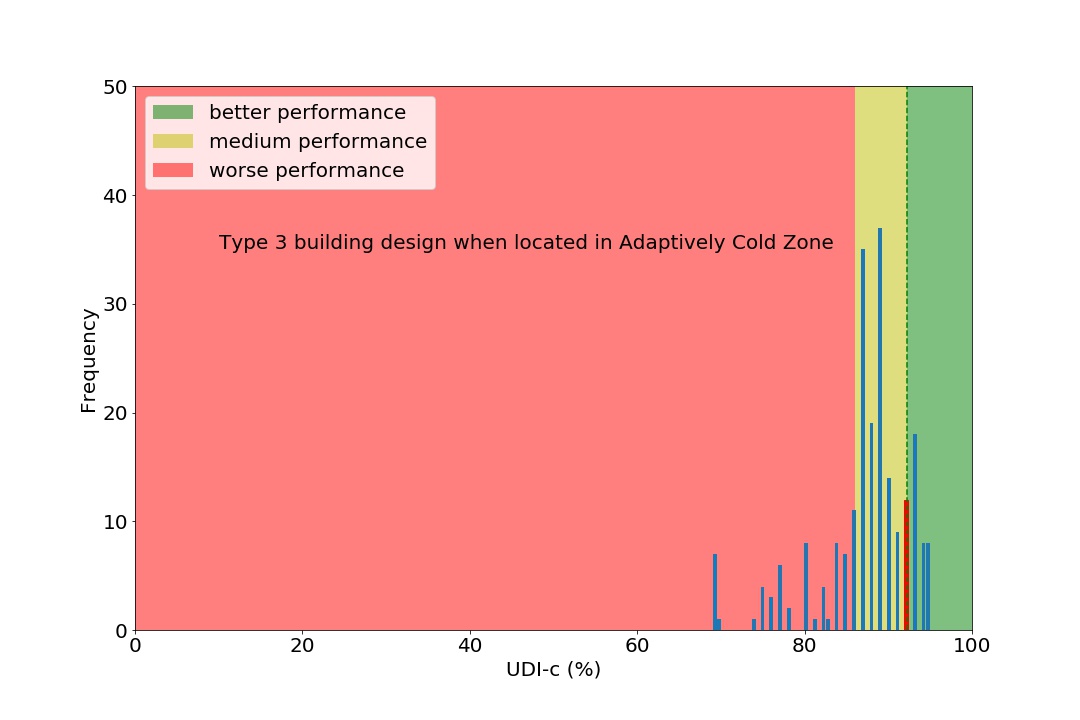 better performance
medium performance
worse performance
Type 3 building design when located in Adaptively Cold Zone
Frequency
50
40
30
20
10
0
0 20 40 60 80 100
UDI-c (%)